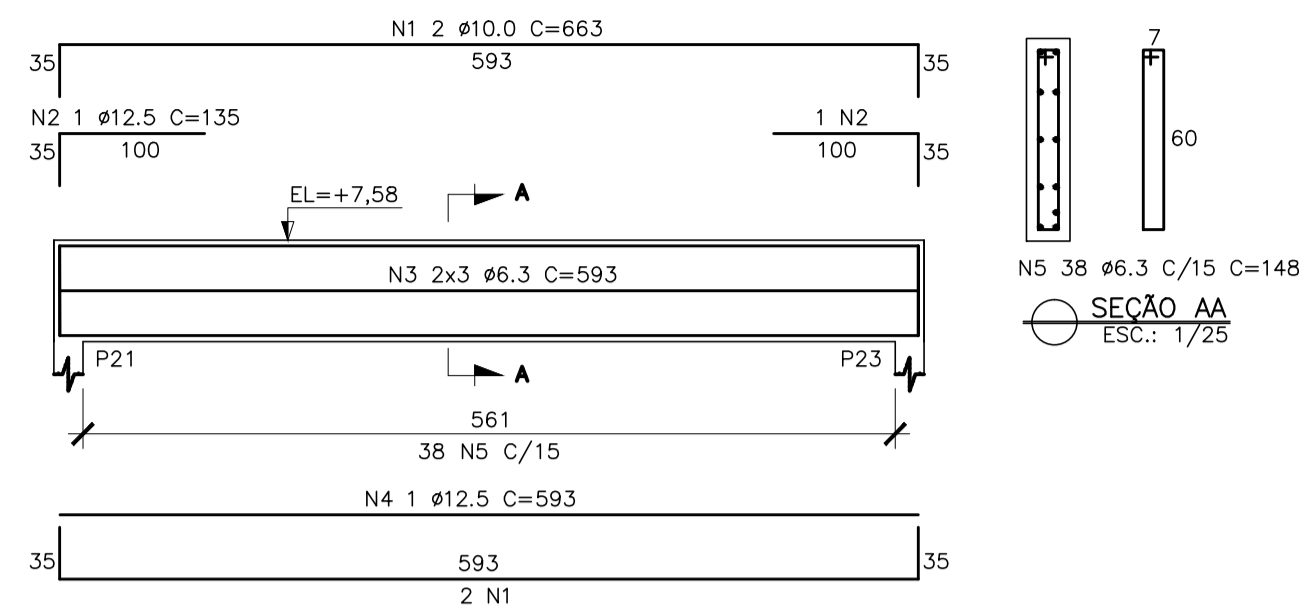 N1 2 ø10.0 C=663
35
593
35
N2 1 ø12.5 C=135
35
100
1 N2
100
35
EL=+7,58
A
N3 2x3 ø6.3 C=593
P21
P23
A
561
38 N5 C/15
N4 1 ø12.5 C=593
35
593
35
2 N1
7
60
N5 38 ø6.3 C/15 C=148
SEÇÃO AA
ESC.: 1/25